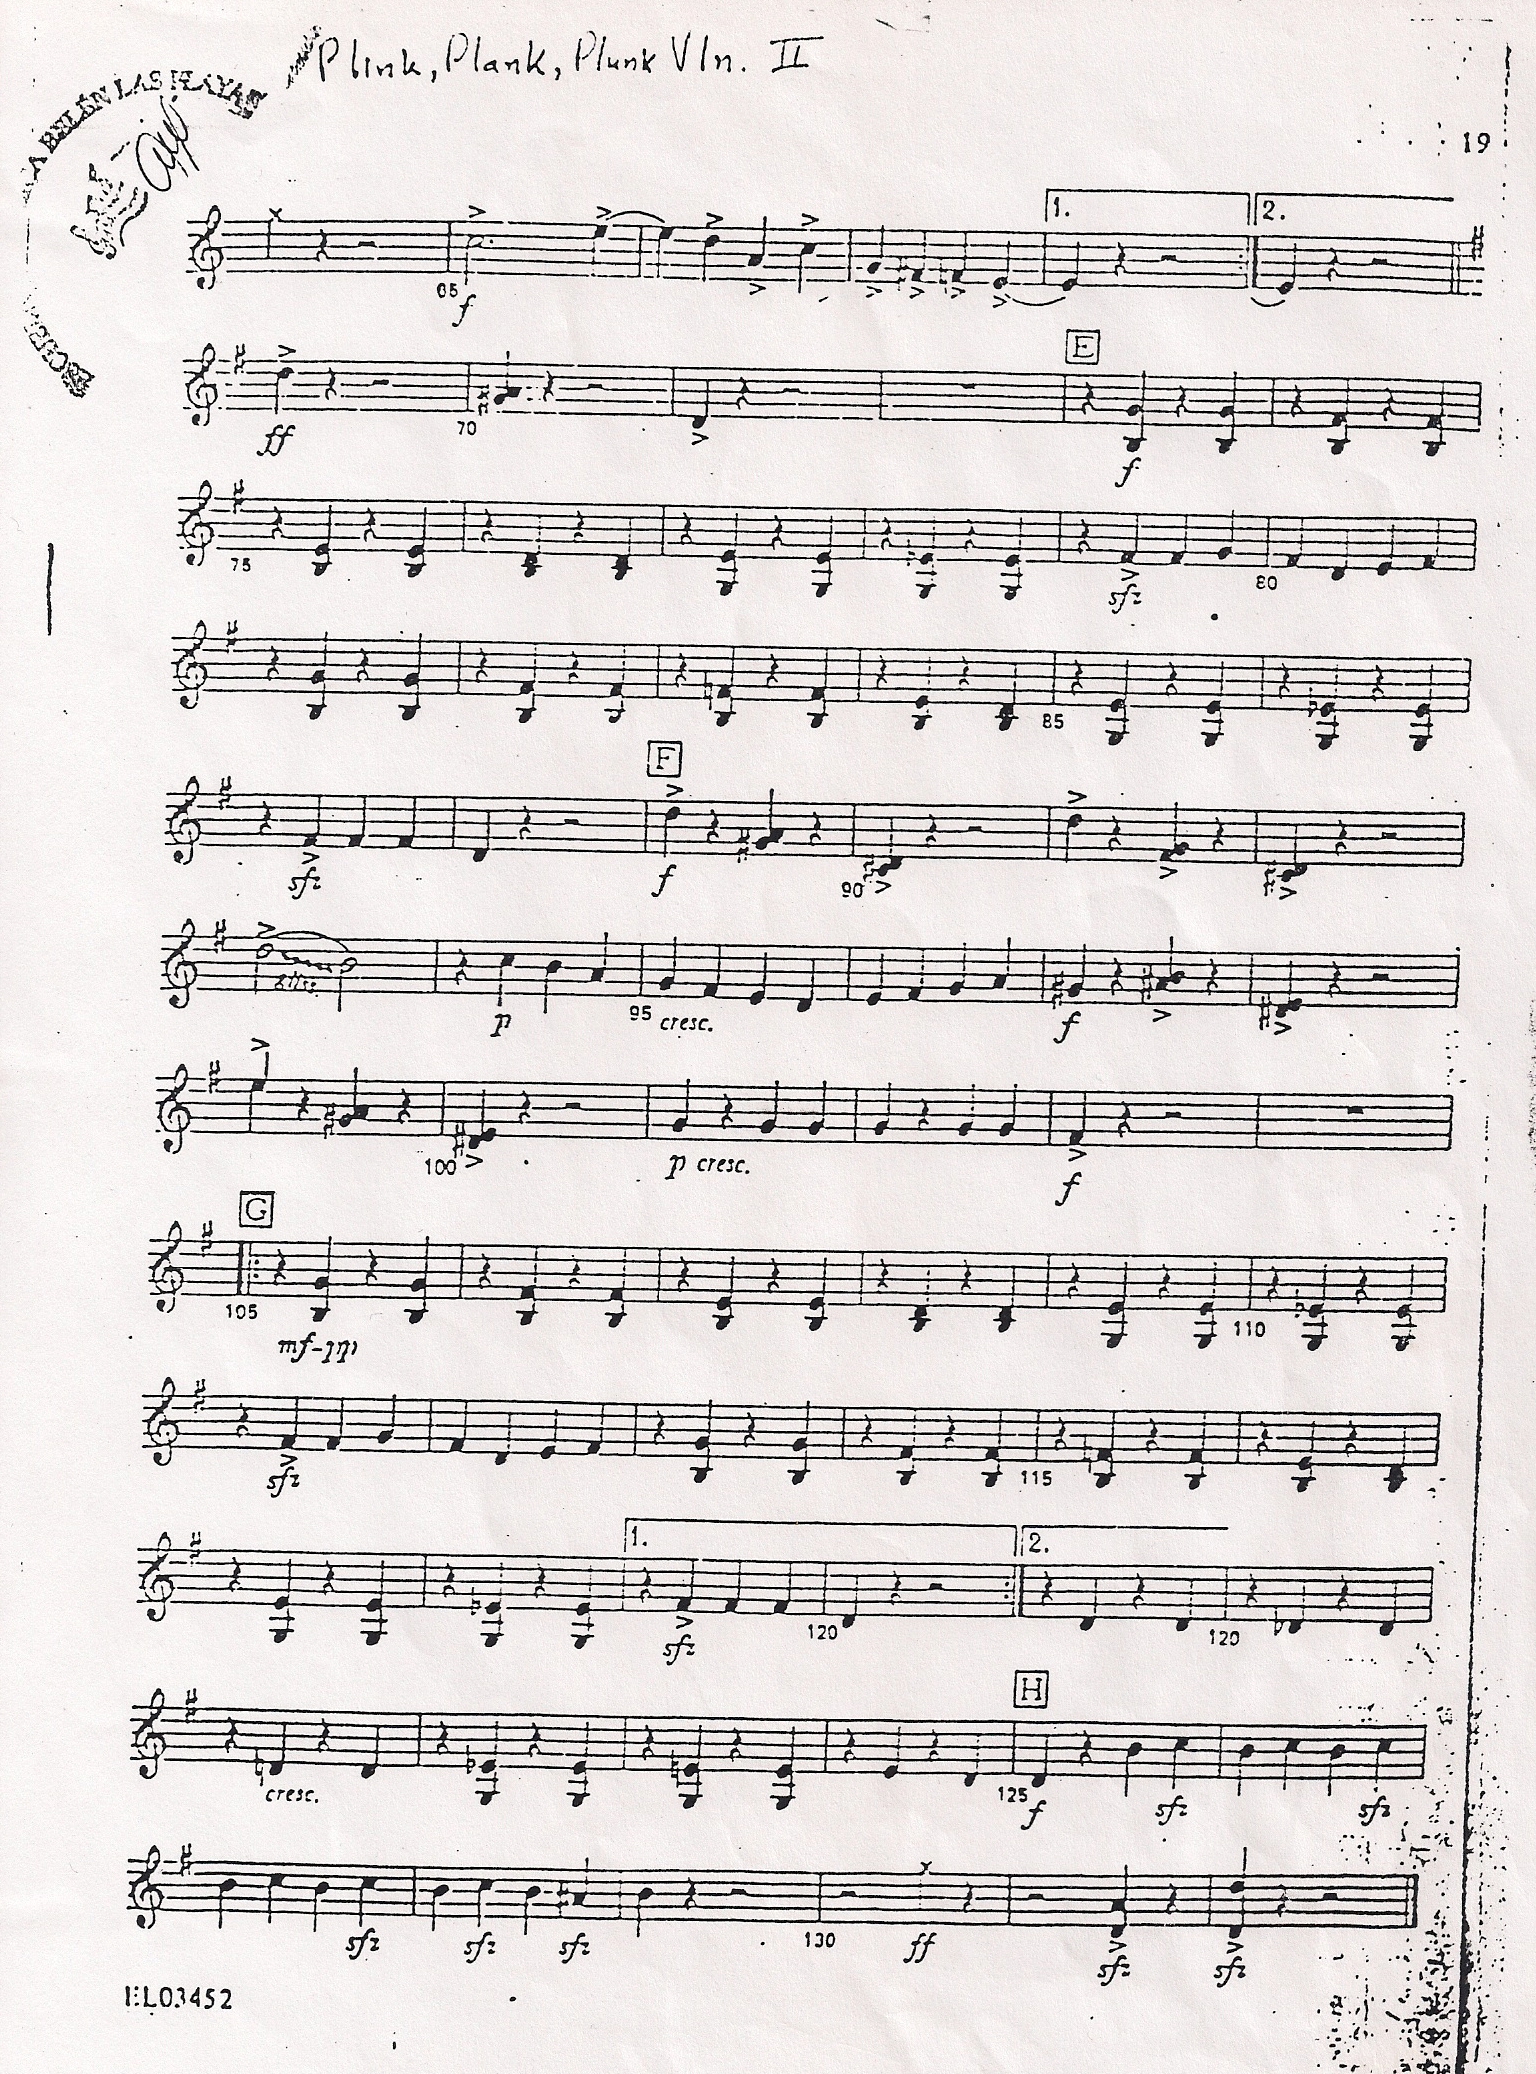 Plink, Plank, Plunk Vln. II
BELÉN LAS PLAYAS
19
1. 2.
65 f
E
ff 70 f
75 sfz 80
85
F
sfz f 90
gliss. p 95 cresc. f
100 p cresc. f
G
105 mf-pp 110
sfz 115
1. 2.
sfz 120 120
H
cresc. 125 f sfz sfz
sfz sfz sfz 130 ff sfz sfz
EL03452